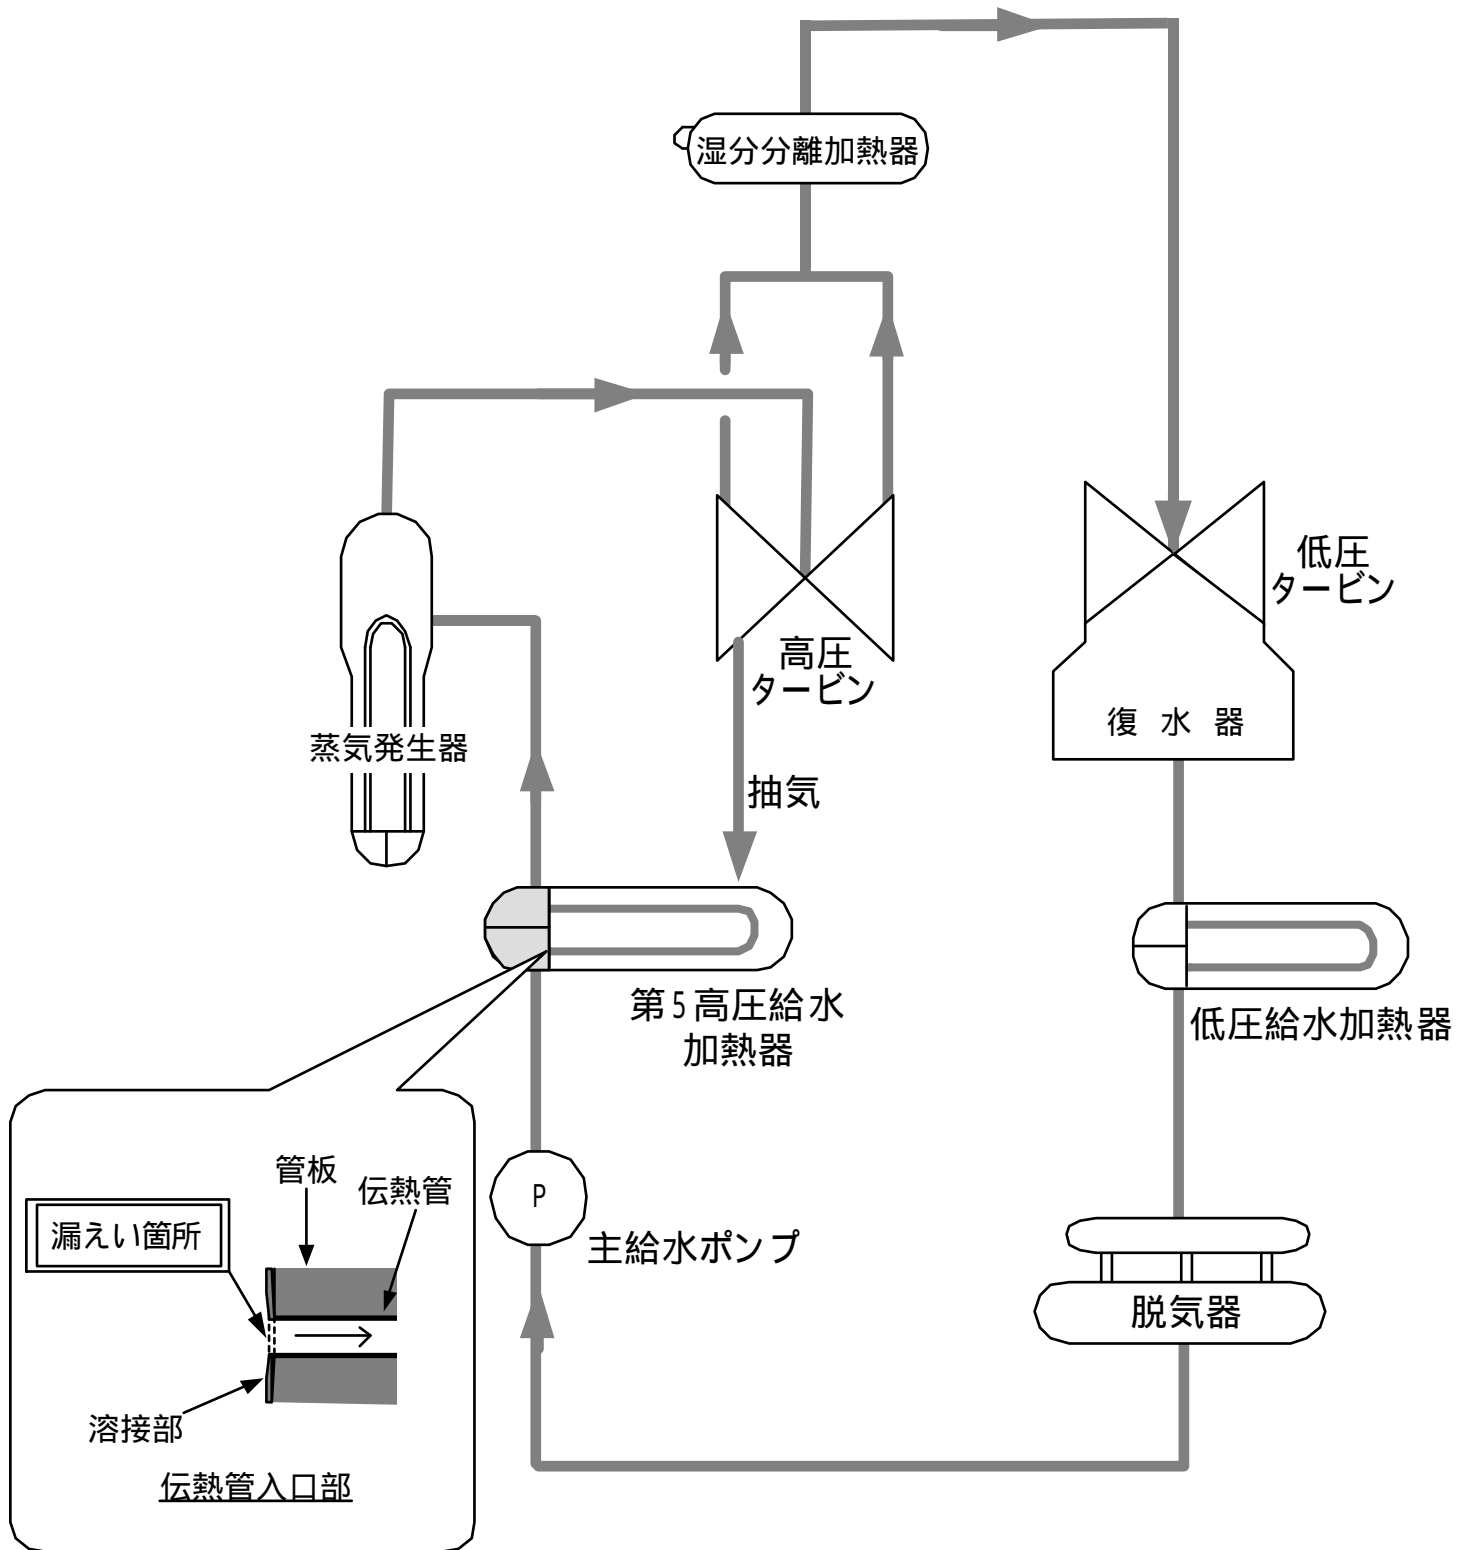 湿分分離加熱器
低圧
タービン
高圧
タービン
復 水 器
蒸気発生器
抽気
第5高圧給水
加熱器
低圧給水加熱器
管板
伝熱管
漏えい箇所
P
主給水ポンプ
脱気器
溶接部
伝熱管入口部